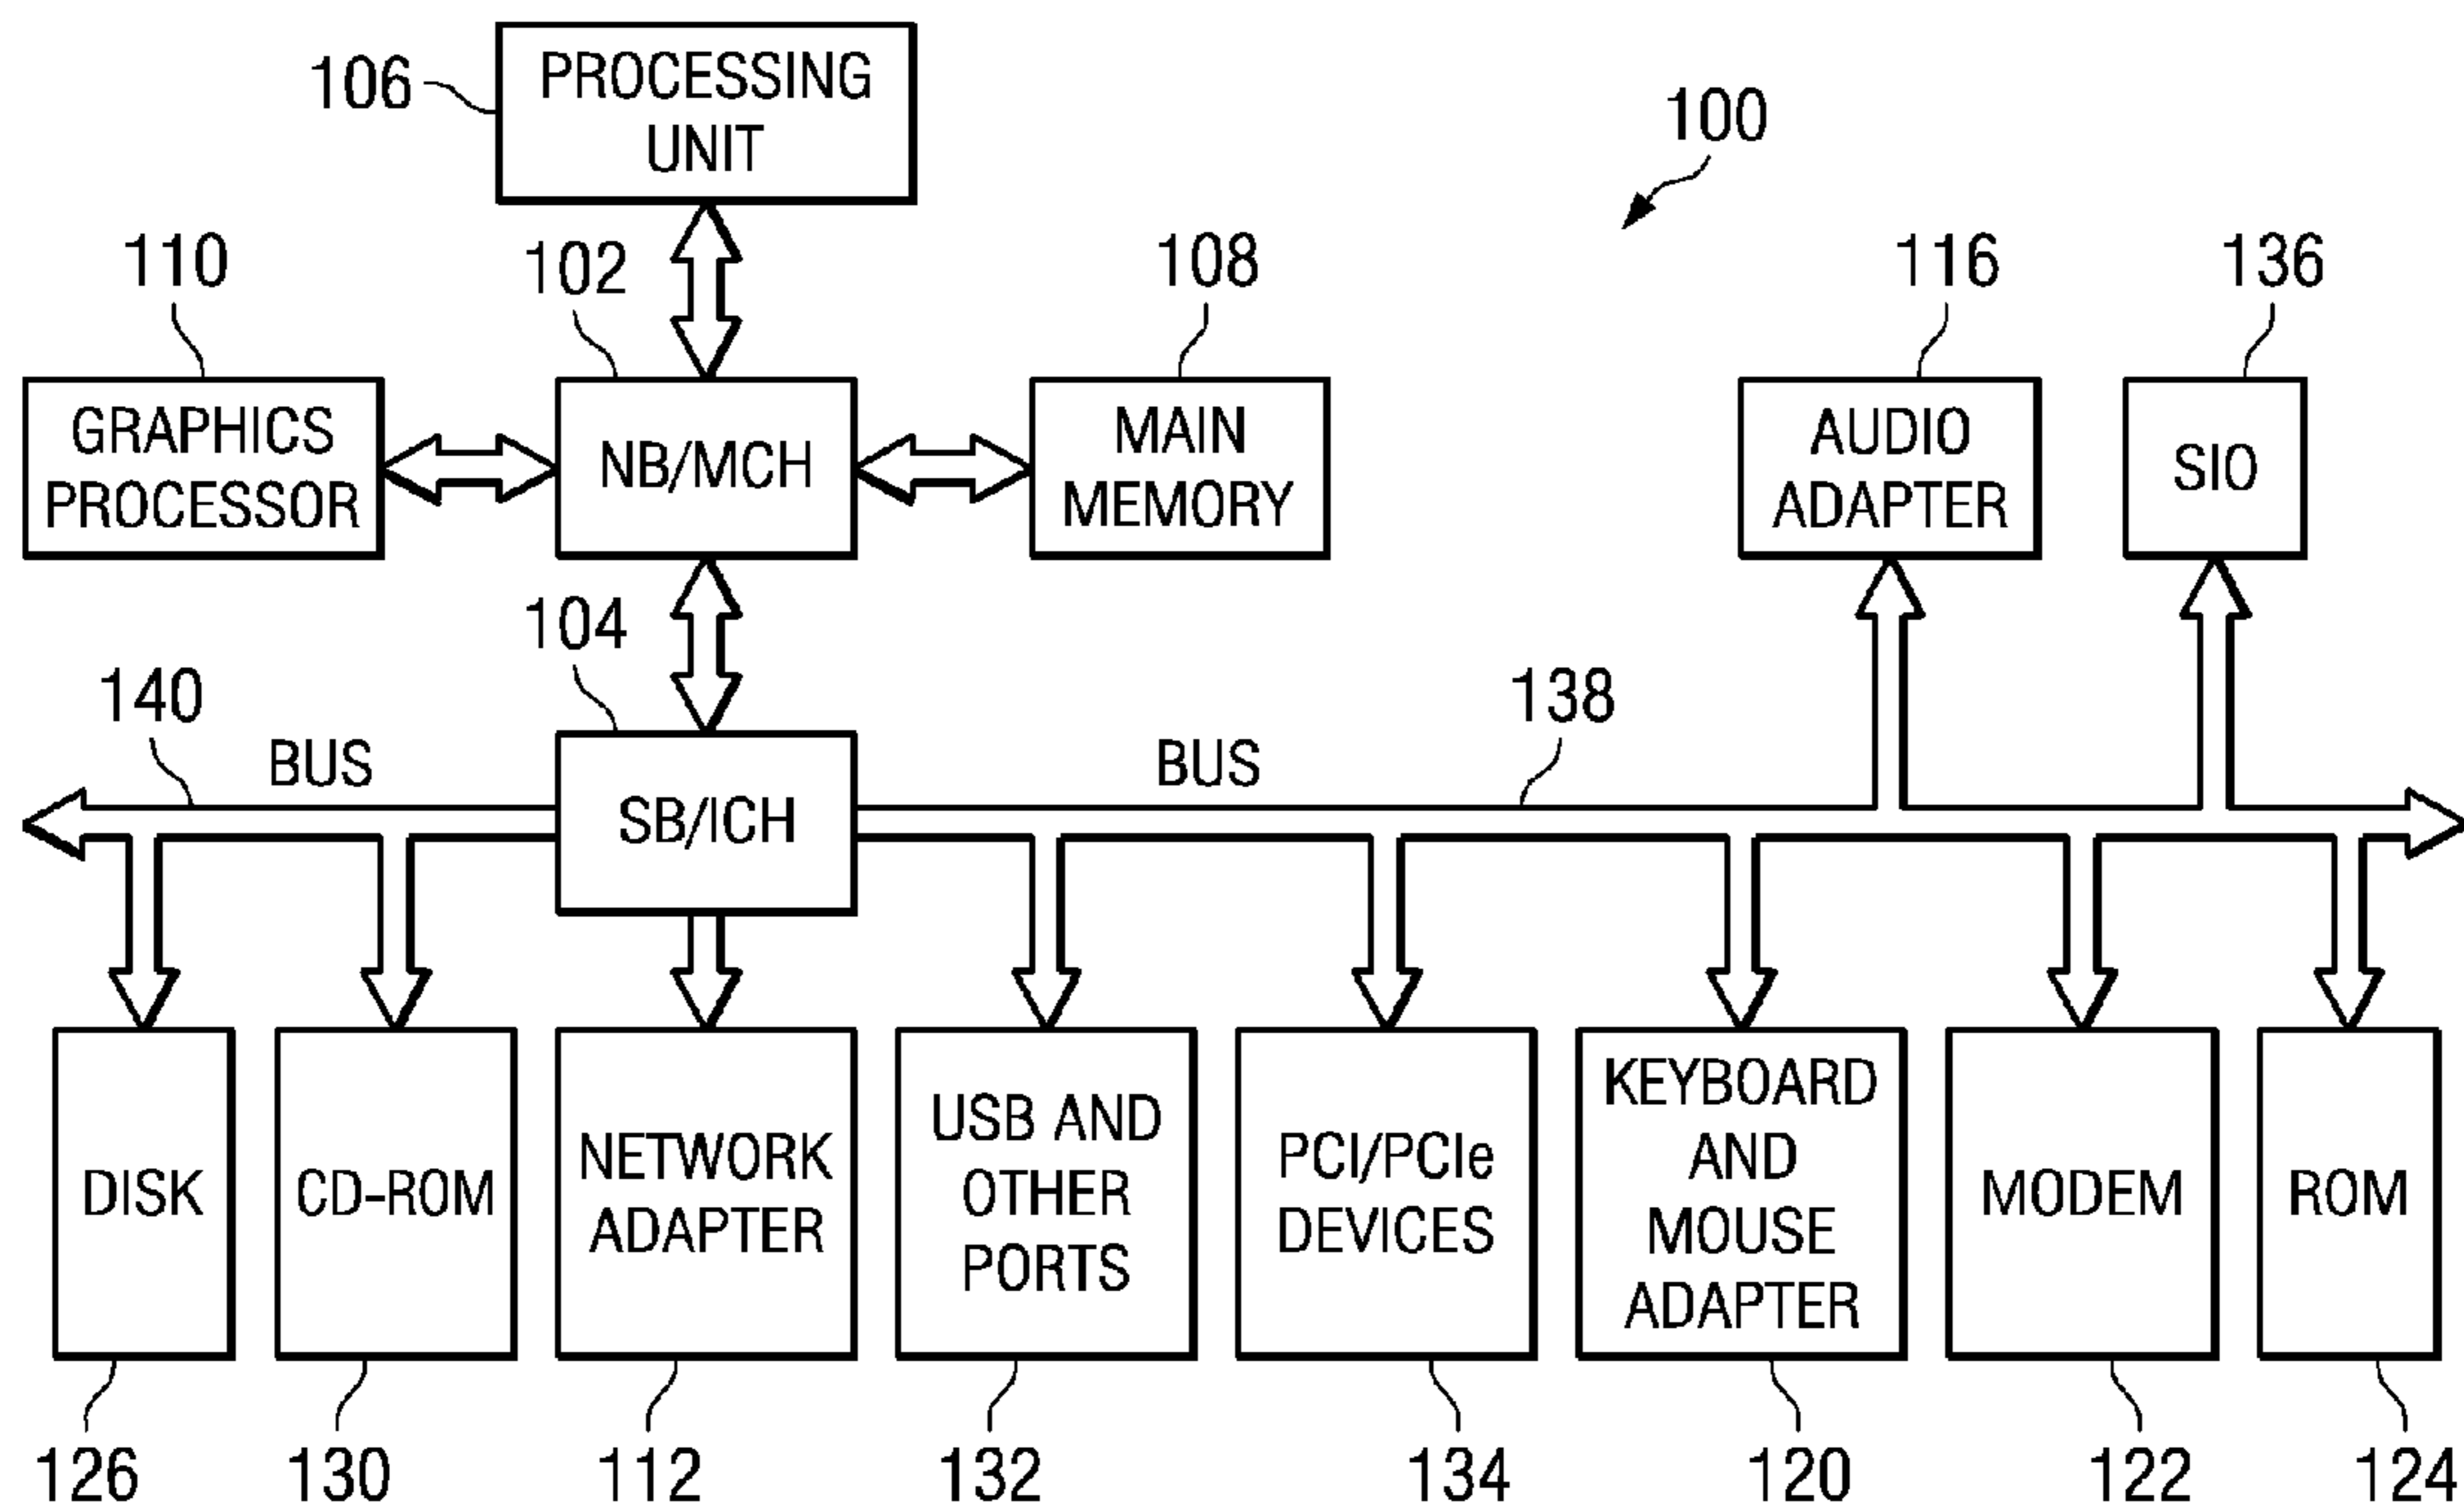 106
PROCESSING
UNIT
100
110
102
108
116
136
GRAPHICS
PROCESSOR
NB/MCH
MAIN
MEMORY
AUDIO
ADAPTER
SIO
104
140
BUS
BUS
138
SB/ICH
DISK
CD-ROM
NETWORK
ADAPTER
USB AND
OTHER
PORTS
PCI/PCIe
DEVICES
KEYBOARD
AND
MOUSE
ADAPTER
MODEM
ROM
126
130
112
132
134
120
122
124